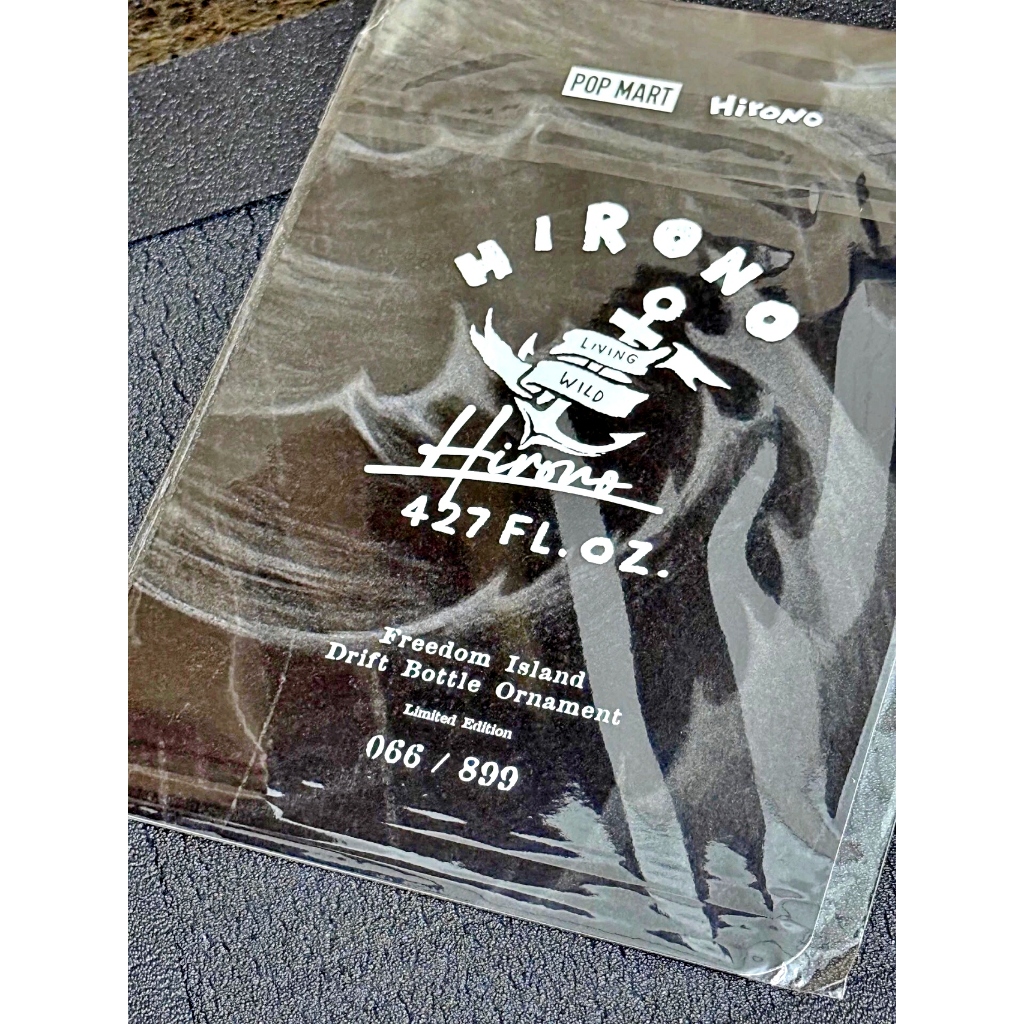 POP MART Hirono
HIRONO
LIVING
WILD
Hirono
427 FL. OZ.
Freedom Island
Drift Bottle Ornament
Limited Edition
066 / 899